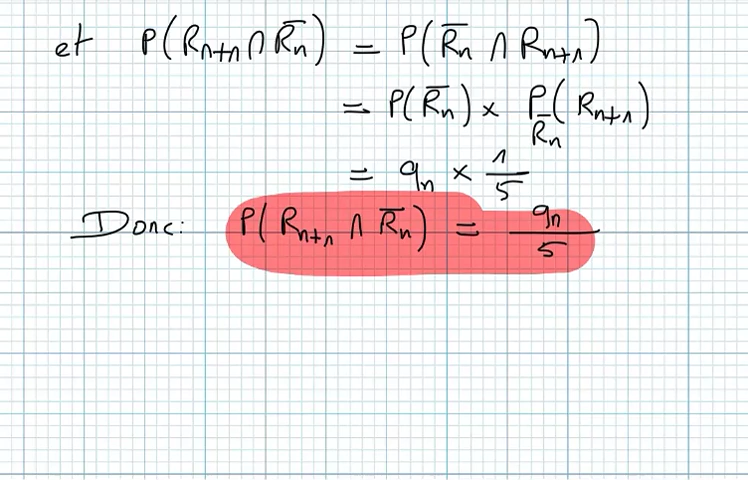 et P(Rn+1 ∩ R̅n) = P(R̅n ∩ Rn+1)
= P(R̅n) × P_R̅n(Rn+1)
= qn × 1/5
Donc: P(Rn+1 ∩ R̅n) = qn/5